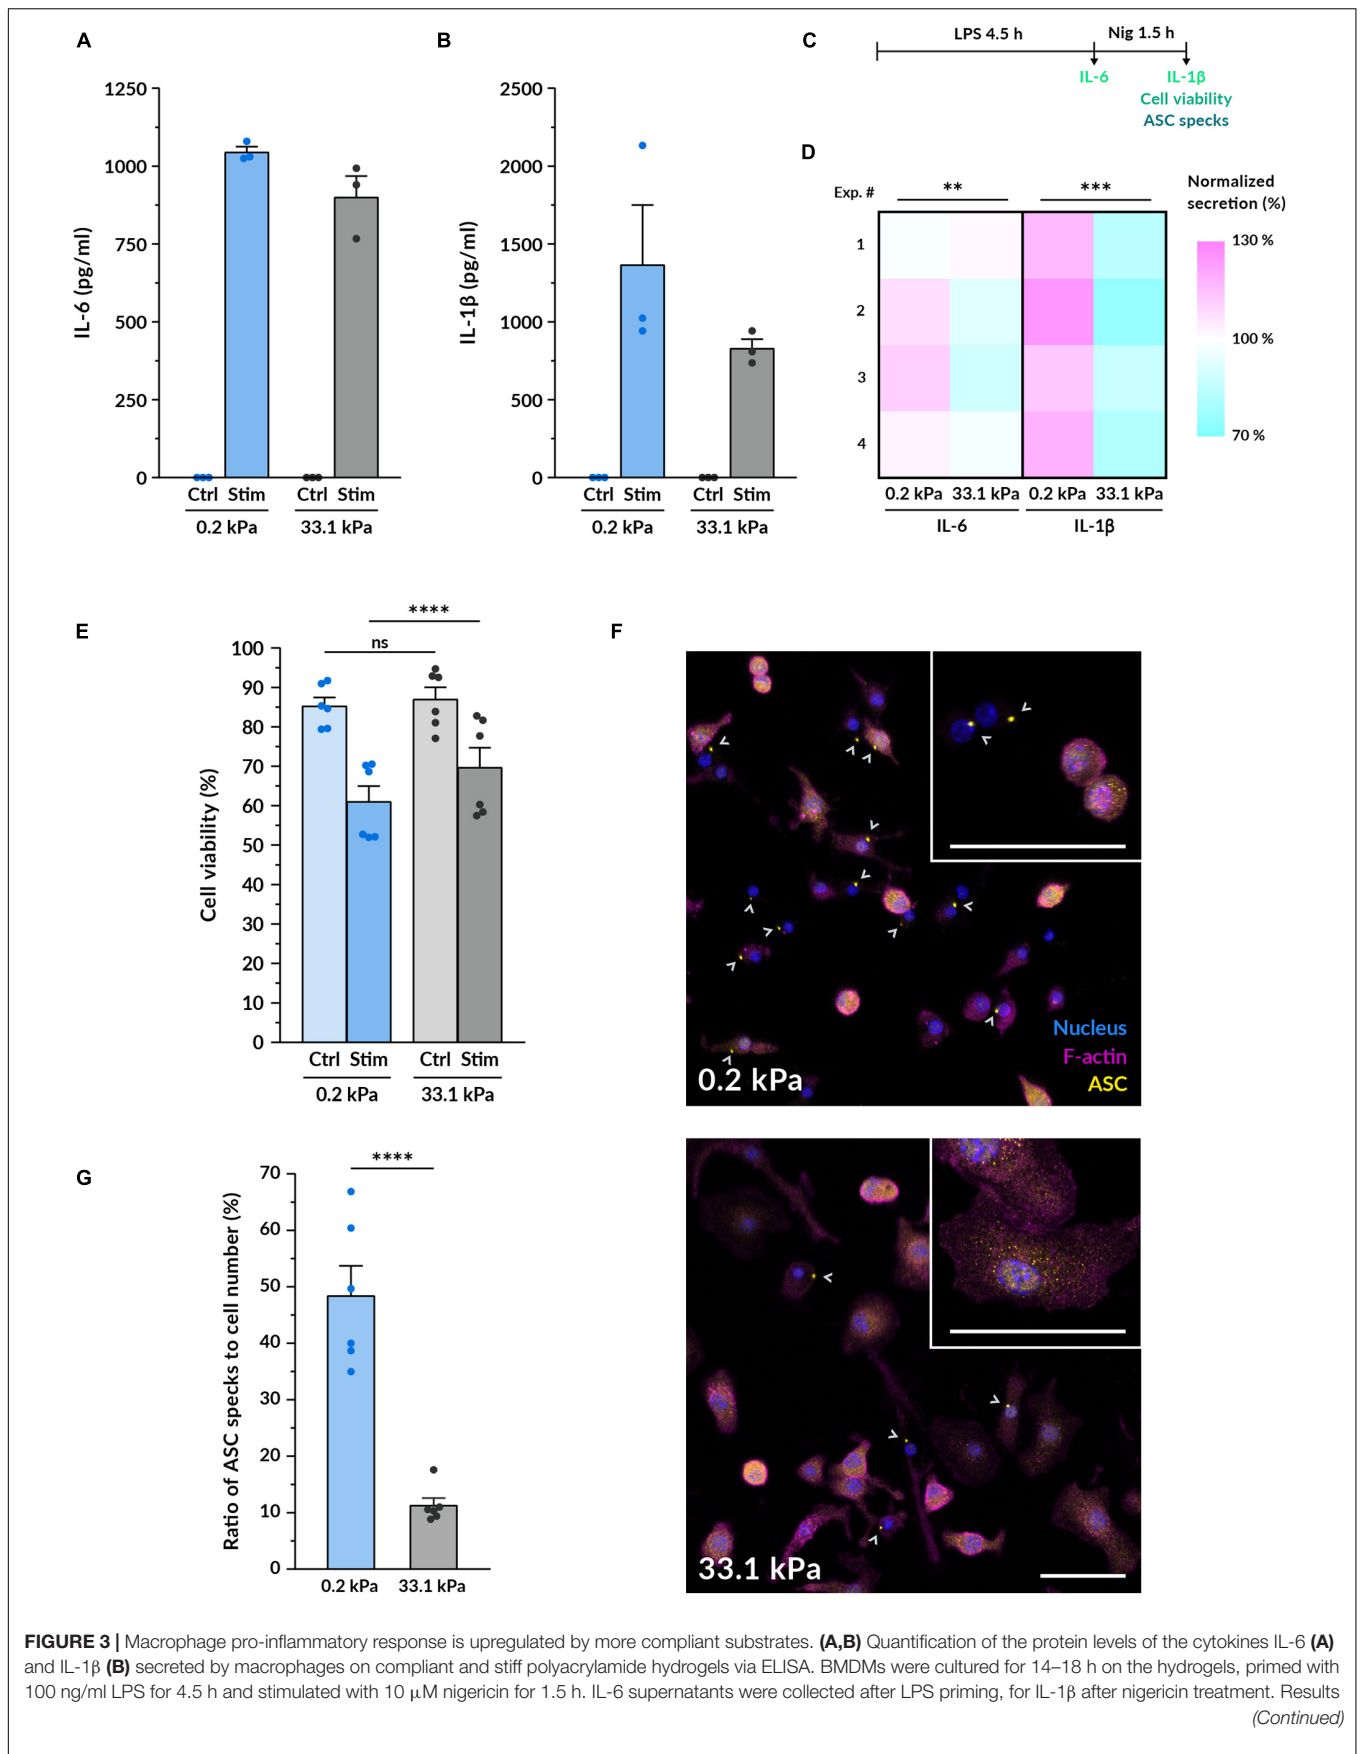 A
IL-6 (pg/ml)
1250
1000
750
500
250
0
Ctrl Stim Ctrl Stim
0.2 kPa 33.1 kPa
B
IL-1β (pg/ml)
2500
2000
1500
1000
500
0
Ctrl Stim Ctrl Stim
0.2 kPa 33.1 kPa
C
LPS 4.5 h Nig 1.5 h
IL-6 IL-1β
Cell viability
ASC specks
D
Exp. # ** ***
1
2
3
4
0.2 kPa 33.1 kPa 0.2 kPa 33.1 kPa
IL-6 IL-1β
Normalized
secretion (%)
130 %
100 %
70 %
E
Cell viability (%)
****
ns
100
90
80
70
60
50
40
30
20
10
0
Ctrl Stim Ctrl Stim
0.2 kPa 33.1 kPa
F
Nucleus
F-actin
ASC
0.2 kPa
33.1 kPa
G
Ratio of ASC specks to cell number (%)
****
70
60
50
40
30
20
10
0
0.2 kPa 33.1 kPa
FIGURE 3 | Macrophage pro-inflammatory response is upregulated by more compliant substrates. (A,B) Quantification of the protein levels of the cytokines IL-6 (A)
and IL-1β (B) secreted by macrophages on compliant and stiff polyacrylamide hydrogels via ELISA. BMDMs were cultured for 14–18 h on the hydrogels, primed with
100 ng/ml LPS for 4.5 h and stimulated with 10 μM nigericin for 1.5 h. IL-6 supernatants were collected after LPS priming, for IL-1β after nigericin treatment. Results
(Continued)